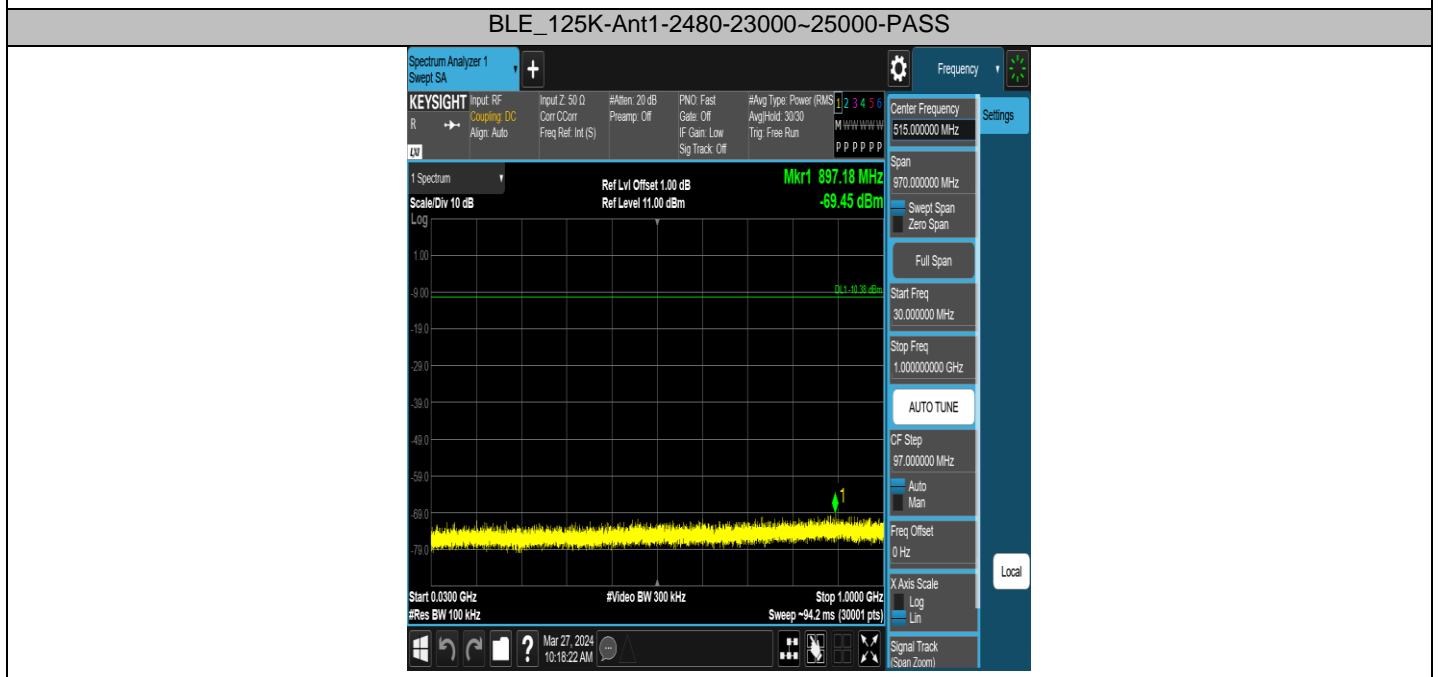 BLE_125K-Ant1-2480-23000~25000-PASS
Spectrum Analyzer 1
Swept SA
+
Frequency
KEYSIGHT
R
LXI
Input: RF
Coupling: DC
Align: Auto
Input Z: 50 Ω
Corr CCorr
Freq Ref: Int (S)
#Atten: 20 dB
Preamp: Off
PNO: Fast
Gate: Off
IF Gain: Low
Sig Track: Off
#Avg Type: Power (RMS
Avg|Hold: 30/30
Trig: Free Run
1 2 3 4 5 6
M W W W W W
P P P P P P
1 Spectrum
Scale/Div 10 dB
Log
Ref Lvl Offset 1.00 dB
Ref Level 11.00 dBm
Mkr1 897.18 MHz
-69.45 dBm
1.00
-9.00
DL1 -10.38 dBm
-19.0
-29.0
-39.0
-49.0
-59.0
1
-69.0
-79.0
Start 0.0300 GHz
#Res BW 100 kHz
#Video BW 300 kHz
Stop 1.0000 GHz
Sweep ~94.2 ms (30001 pts)
Center Frequency
515.000000 MHz
Span
970.000000 MHz
Swept Span
Zero Span
Full Span
Start Freq
30.000000 MHz
Stop Freq
1.000000000 GHz
AUTO TUNE
CF Step
97.000000 MHz
Auto
Man
Freq Offset
0 Hz
X Axis Scale
Log
Lin
Signal Track
(Span Zoom)
Settings
Local
?
Mar 27, 2024
10:18:22 AM